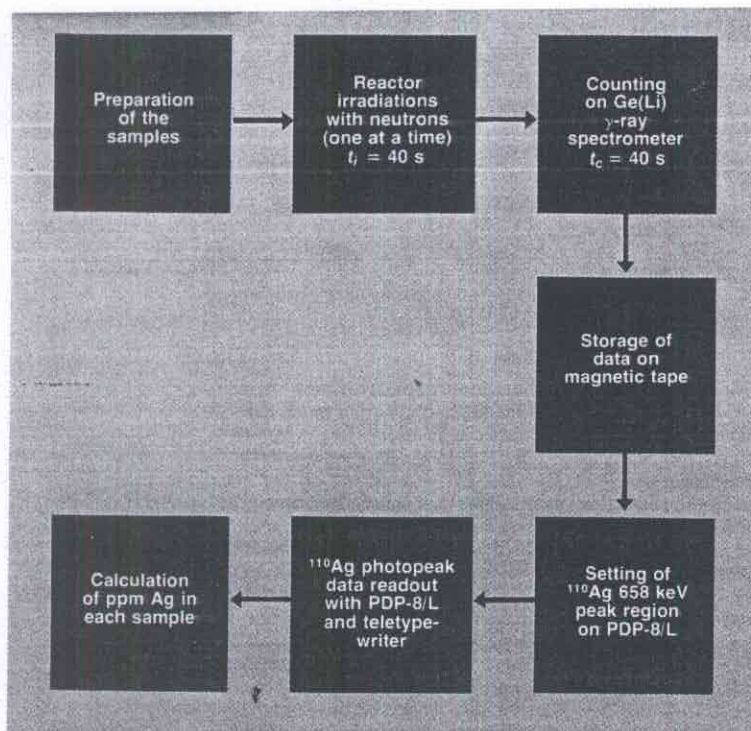 Preparation
of the
samples
Reactor
irradiations
with neutrons
(one at a time)
tᵢ = 40 s
Counting
on Ge(Li)
γ-ray
spectrometer
t_c = 40 s
Storage of
data on
magnetic tape
Setting of
¹¹⁰Ag 658 keV
peak region
on PDP-8/L
¹¹⁰Ag photopeak
data readout
with PDP-8/L
and teletype-
writer
Calculation
of ppm Ag in
each sample